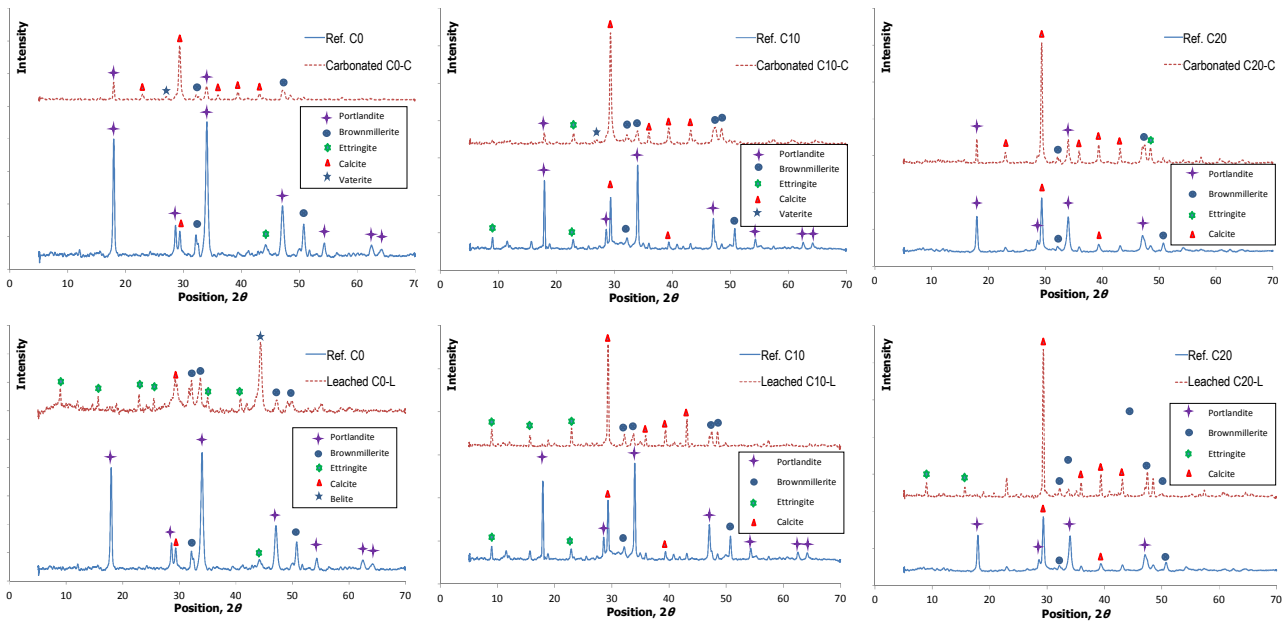 Intensity
Ref. C0
Carbonated C0-C
Portlandite
Brownmillerite
Ettringite
Calcite
Vaterite
0 10 20 30 40 50 60 70
Position, 2θ
Intensity
Ref. C10
Carbonated C10-C
Portlandite
Brownmillerite
Ettringite
Calcite
Vaterite
0 10 20 30 40 50 60 70
Position, 2θ
Intensity
Ref. C20
Carbonated C20-C
Portlandite
Brownmillerite
Ettringite
Calcite
0 10 20 30 40 50 60 70
Position, 2θ
Intensity
Ref. C0
Leached C0-L
Portlandite
Brownmillerite
Ettringite
Calcite
Belite
0 10 20 30 40 50 60 70
Position, 2θ
Intensity
Ref. C10
Leached C10-L
Portlandite
Brownmillerite
Ettringite
Calcite
0 10 20 30 40 50 60 70
Position, 2θ
Intensity
Ref. C20
Leached C20-L
Portlandite
Brownmillerite
Ettringite
Calcite
0 10 20 30 40 50 60 70
Position, 2θ